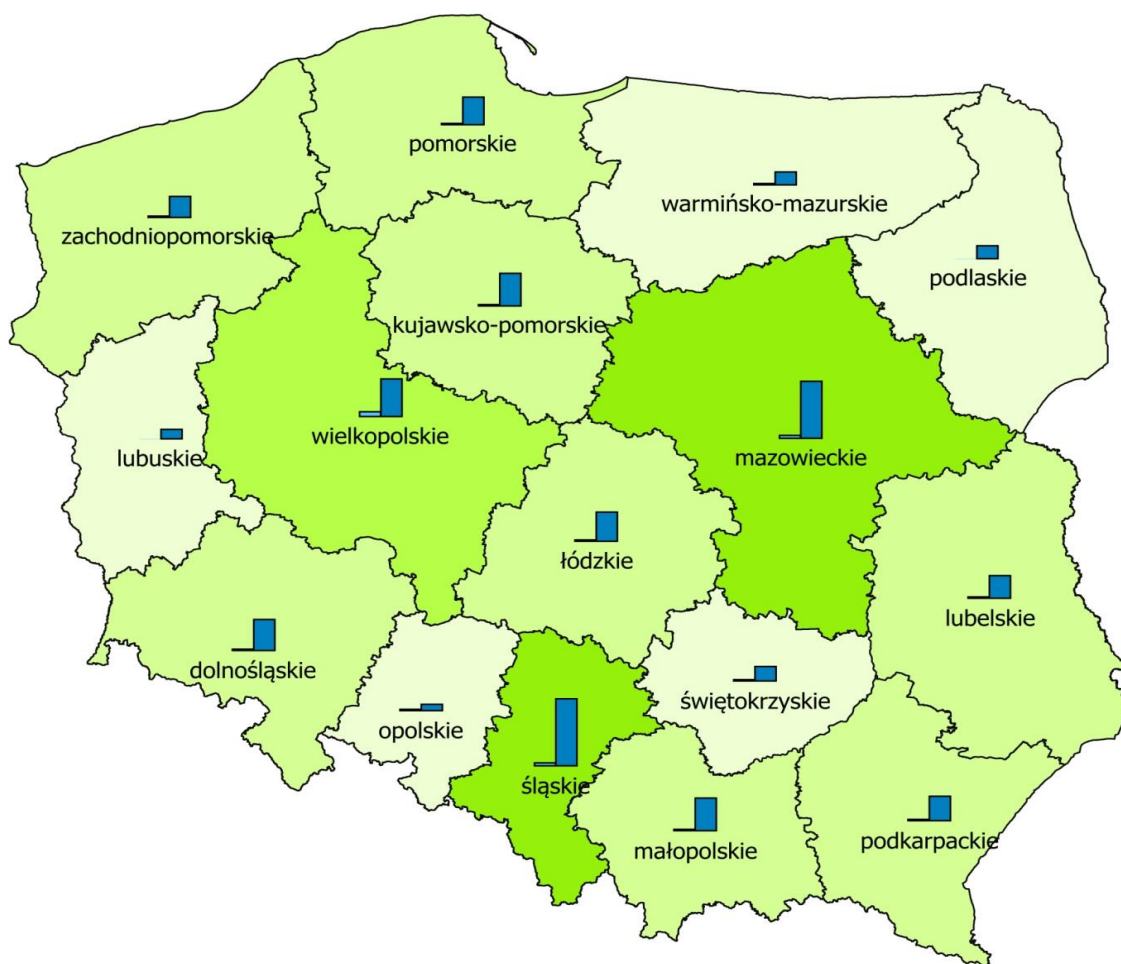 pomorskie
warmińsko-mazurskie
zachodniopomorskie
podlaskie
kujawsko-pomorskie
wielkopolskie
lubuskie
mazowieckie
łódzkie
lubelskie
dolnośląskie
opolskie
świętokrzyskie
śląskie
małopolskie
podkarpackie